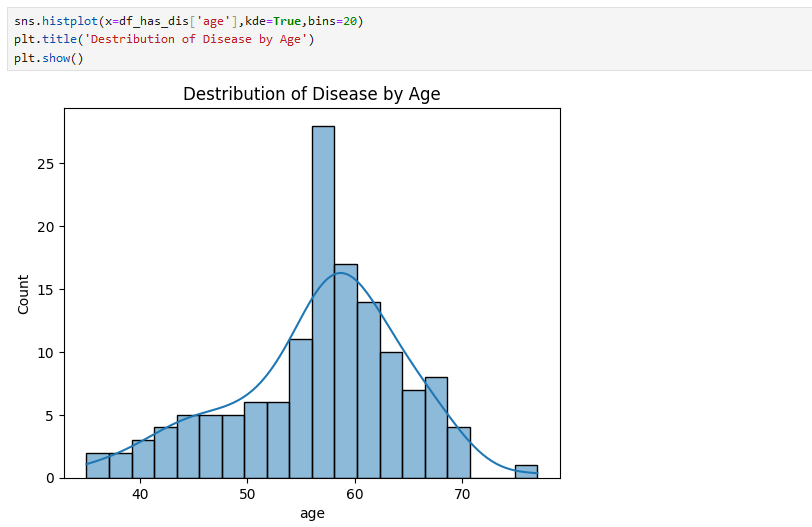 sns.histplot(x=df_has_dis['age'],kde=True,bins=20)
plt.title('Destribution of Disease by Age')
plt.show()
Destribution of Disease by Age
25
20
15
10
5
0
Count
40 50 60 70
age